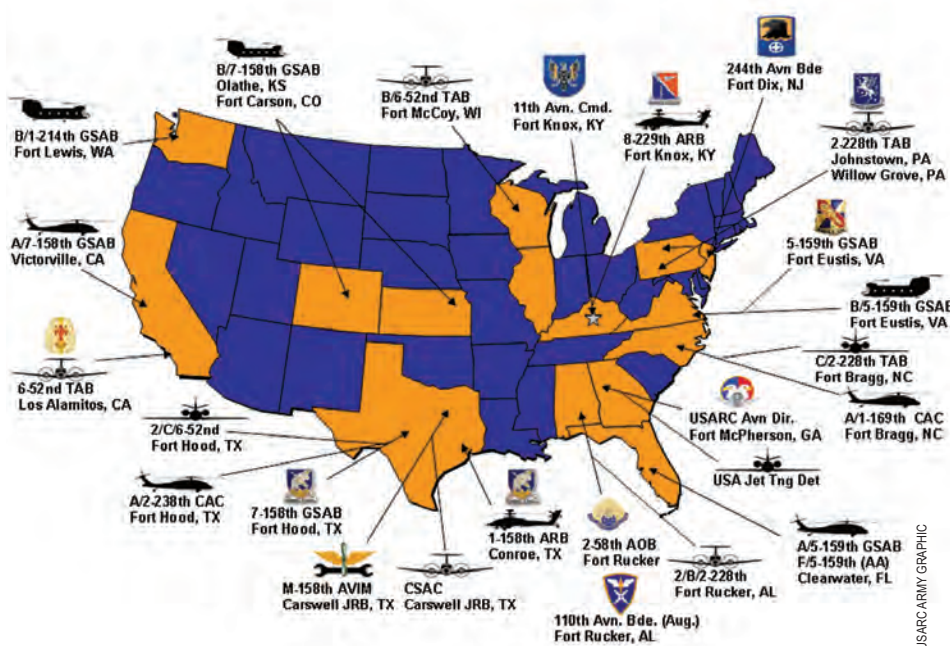 B/7-158th GSAB
Olathe, KS
Fort Carson, CO
B/6-52nd TAB
Fort McCoy, WI
11th Avn. Cmd.
Fort Knox, KY
8-229th ARB
Fort Knox, KY
244th Avn Bde
Fort Dix, NJ
2-228th TAB
Johnstown, PA
Willow Grove, PA
B/1-214th GSAB
Fort Lewis, WA
A/7-158th GSAB
Victorville, CA
5-159th GSAB
Fort Eustis, VA
B/5-159th GSAB
Fort Eustis, VA
6-52nd TAB
Los Alamitos, CA
C/2-228th TAB
Fort Bragg, NC
A/1-169th CAC
Fort Bragg, NC
2/C/6-52nd
Fort Hood, TX
USARC Avn Dir.
Fort McPherson, GA
USA Jet Tng Det
A/2-238th CAC
Fort Hood, TX
7-158th GSAB
Fort Hood, TX
1-158th ARB
Conroe, TX
2-58th AOB
Fort Rucker
2/B/2-228th
Fort Rucker, AL
A/5-159th GSAB
F/5-159th (AA)
Clearwater, FL
M-158th AVIM
Carswell JRB, TX
CSAC
Carswell JRB, TX
110th Avn. Bde. (Aug.)
Fort Rucker, AL
USARC ARMY GRAPHIC